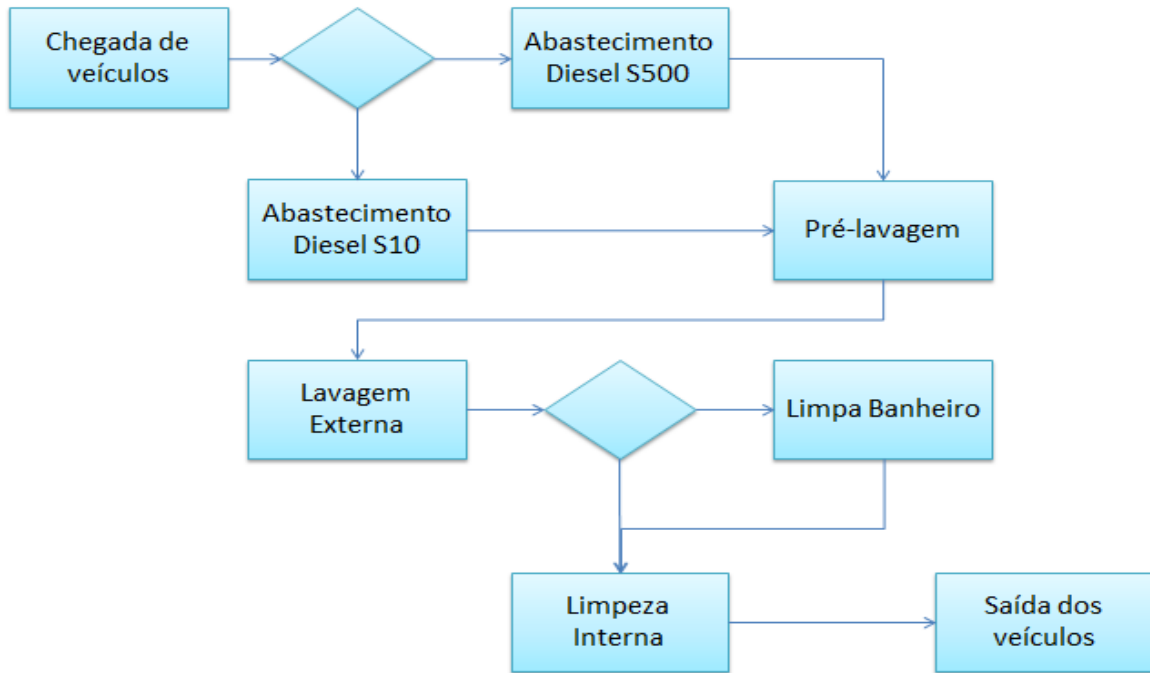 Chegada de
veículos
Abastecimento
Diesel S500
Abastecimento
Diesel S10
Pré-lavagem
Lavagem
Externa
Limpa Banheiro
Limpeza
Interna
Saída dos
veículos